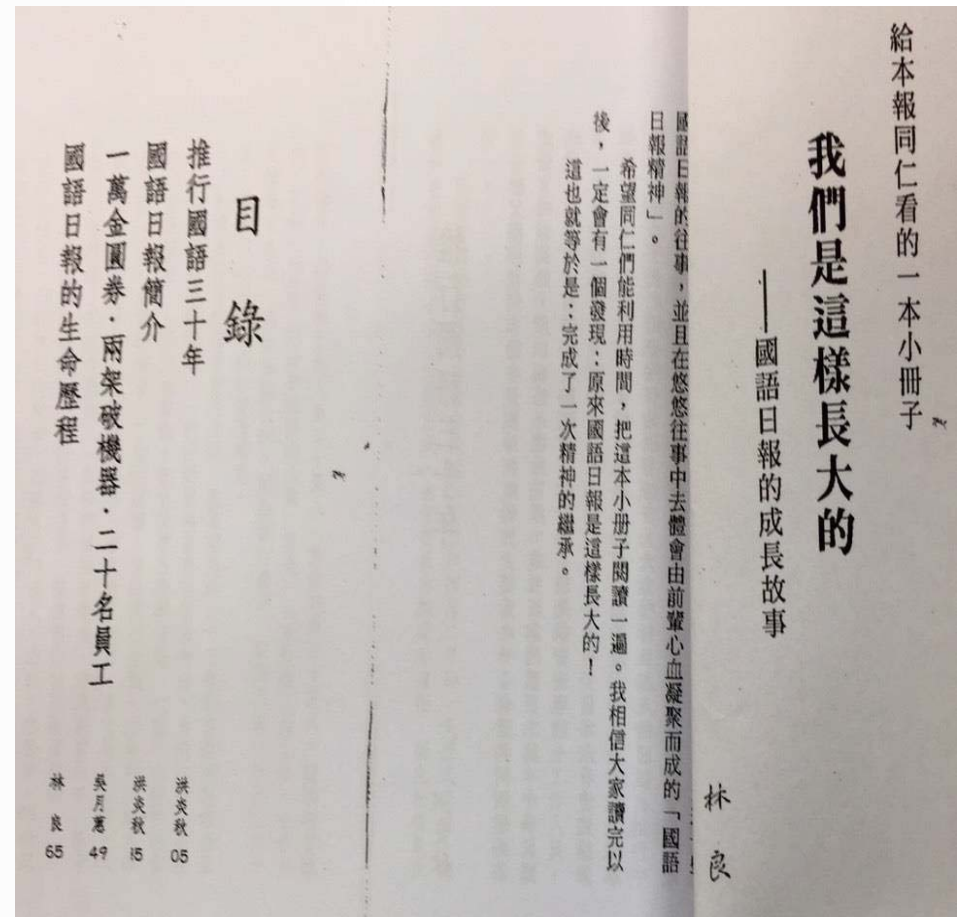 給本報同仁看的一本小冊子
我們是這樣長大的
——國語日報的成長故事
林良
國語日報的往事，並且在悠悠往事中去體會由前輩心血凝聚而成的「國語
日報精神」。
希望同仁們能利用時間，把這本小册子閱讀一遍。我相信大家讀完以
後，一定會有一個發現：原來國語日報是這樣長大的！
這也就等於是：完成了一次精神的繼承。
目錄
推行國語三十年 洪炎秋 05
國語日報簡介 洪炎秋 15
一萬金圓券．兩架破機器．二十名員工 吳月蕙 49
國語日報的生命歷程 林良 65